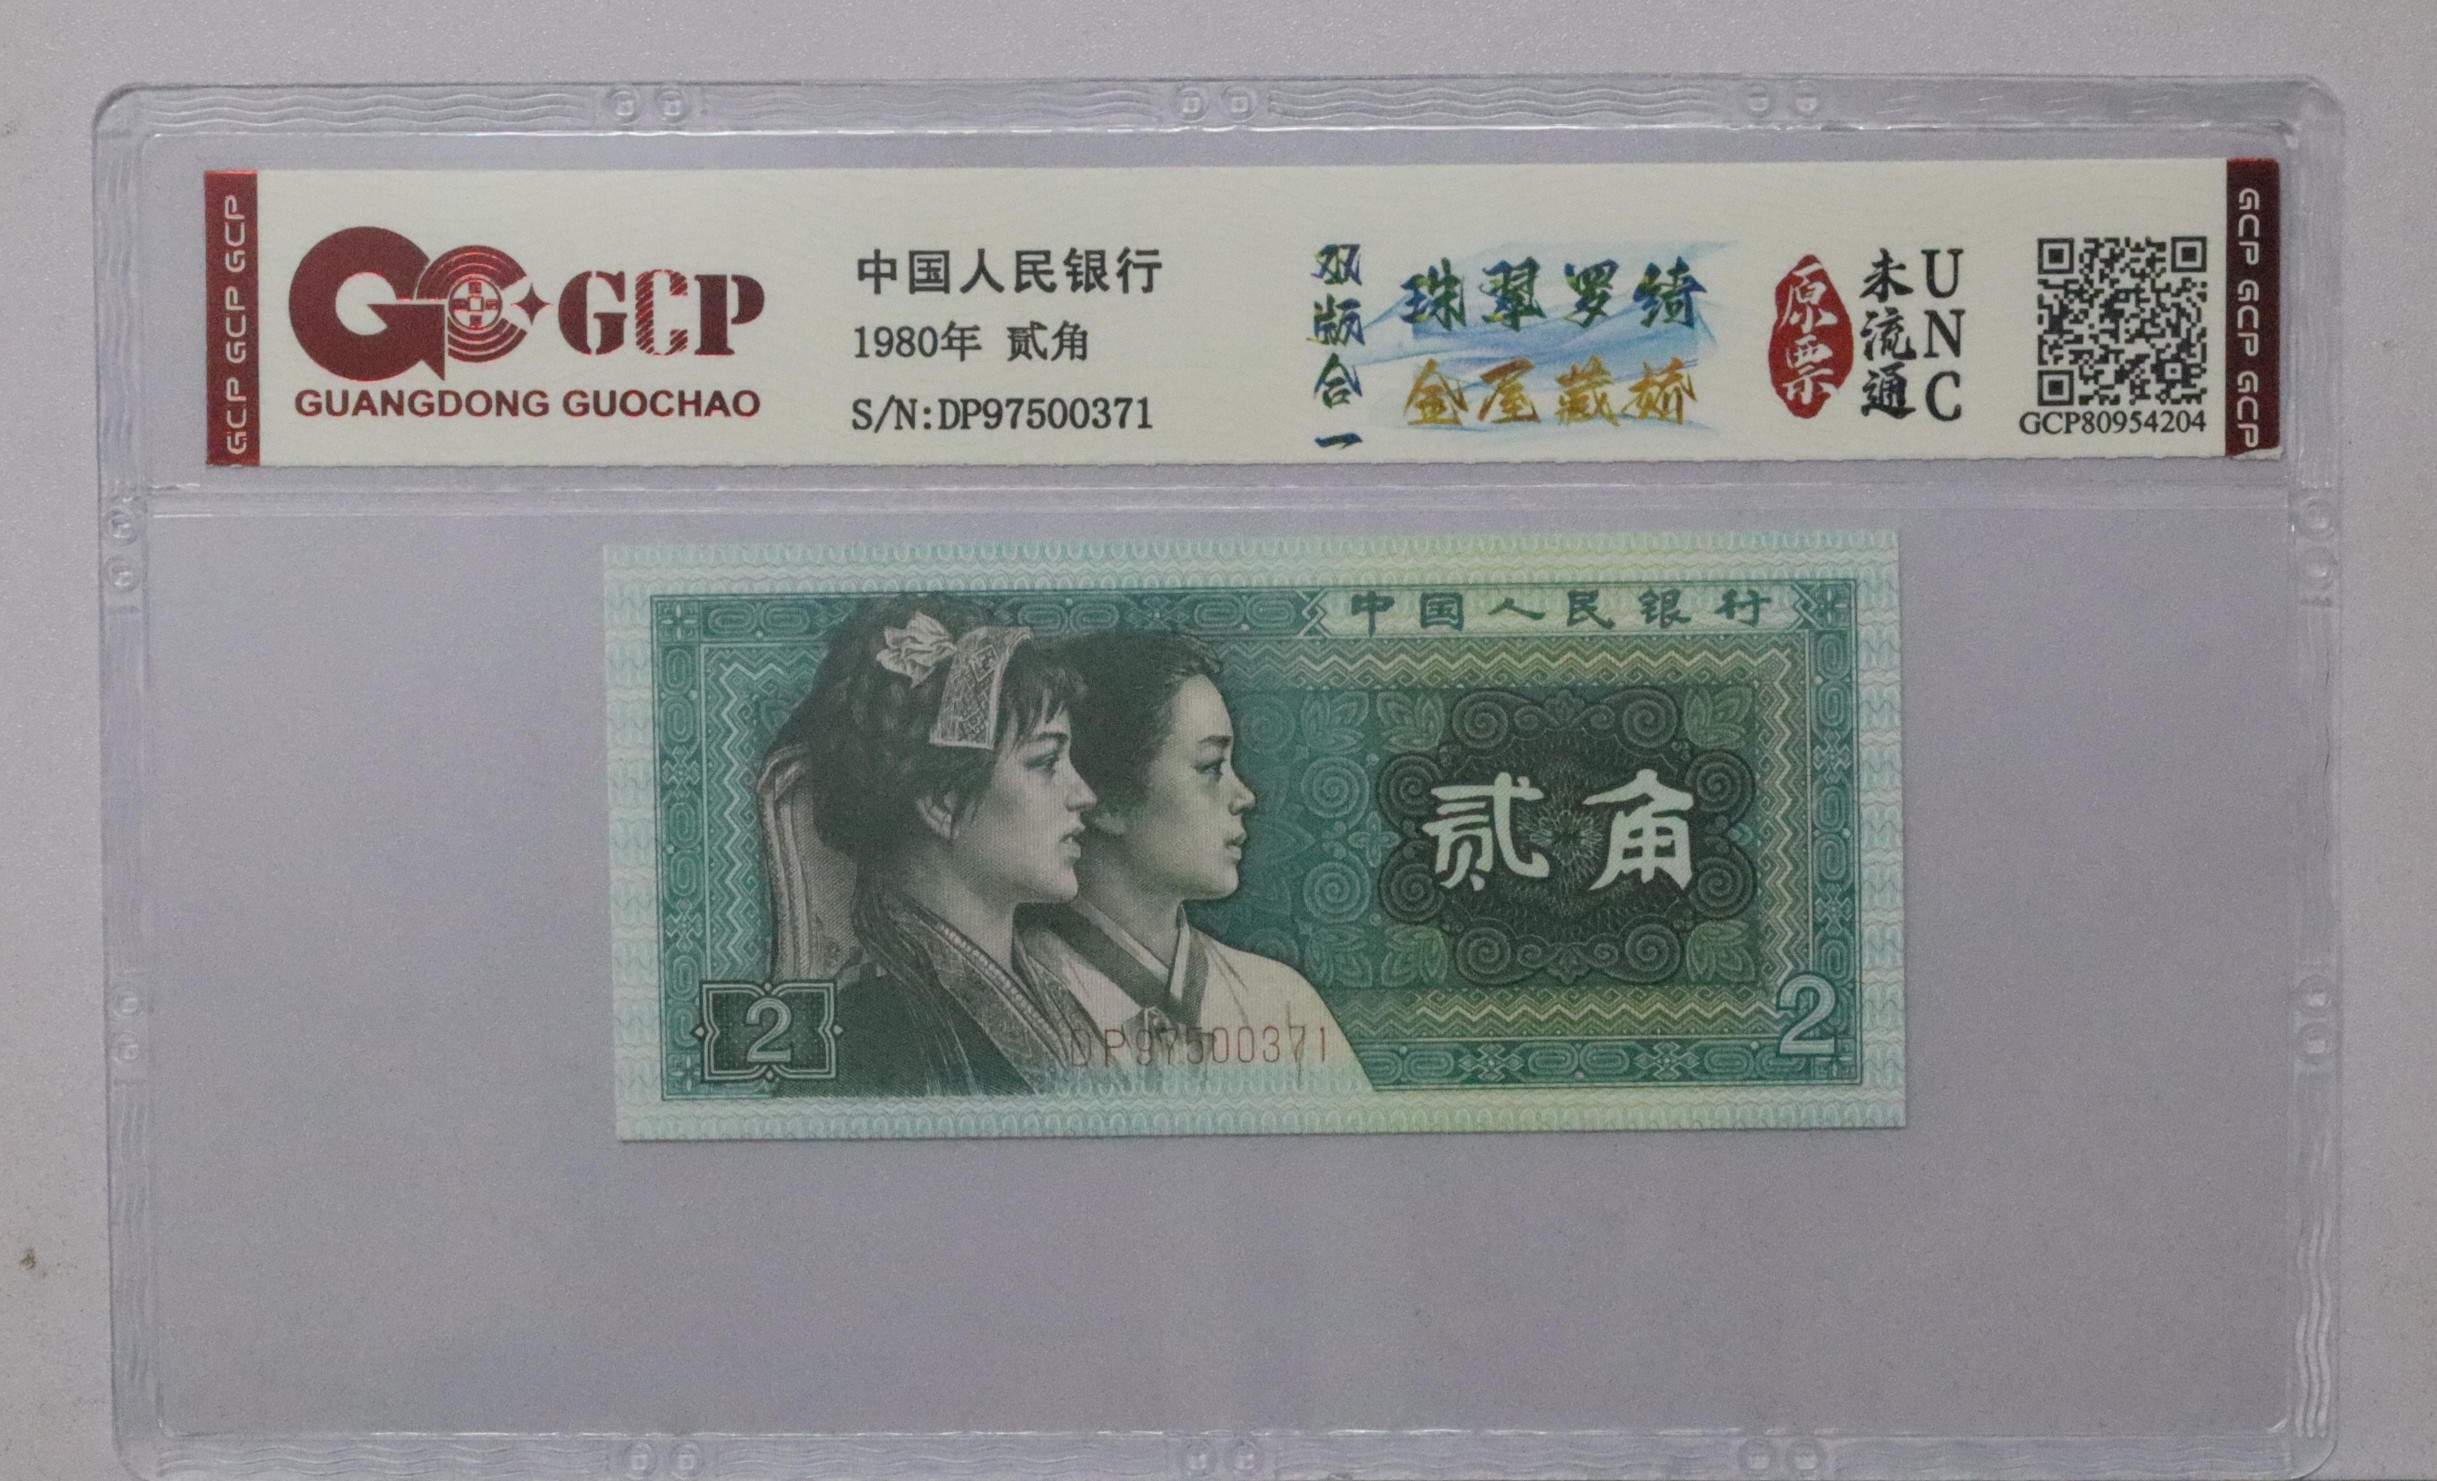 GCP GCP GCP
GCP
GUANGDONG GUOCHAO
中国人民银行
1980年 贰角
S/N:DP97500371
双版合一
珠翠罗绮
金屋藏娇
原票
未流通
UNC
GCP80954204
GCP GCP GCP
中国人民银行
贰角
2
DP97500371
2